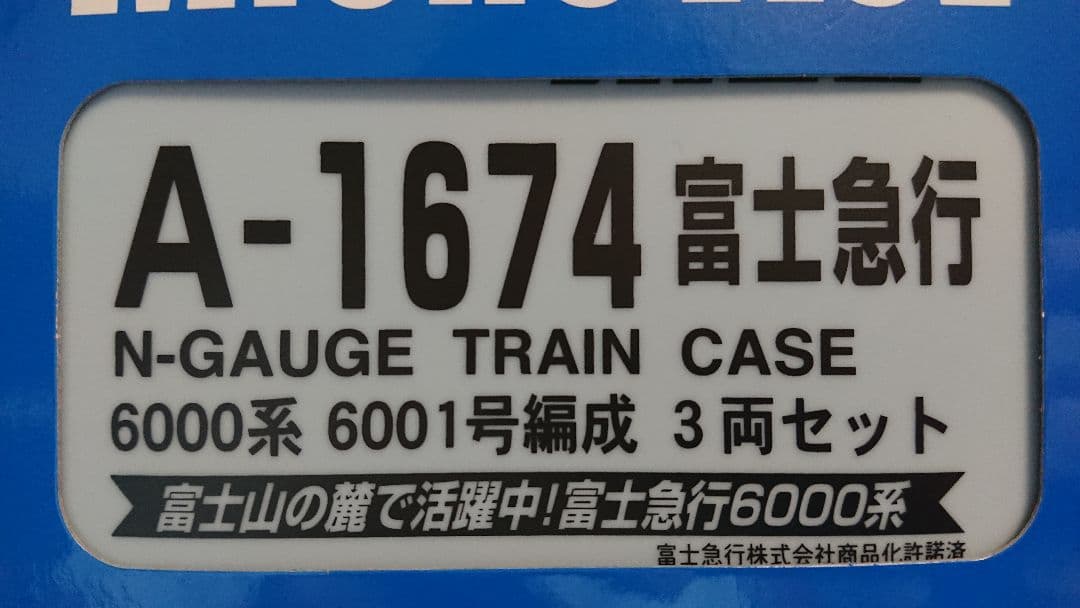 A-1674 富士急行
N-GAUGE TRAIN CASE
6000系 6001号編成 3両セット
富士山の麓で活躍中!富士急行6000系
富士急行株式会社商品化許諾済